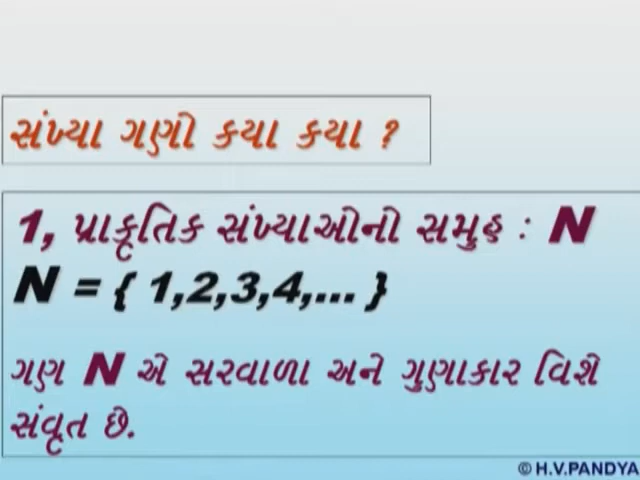 સંખ્યા ગણો કયા કયા ?
1, પ્રાકૃતિક સંખ્યાઓનો સમુહ : N
N = { 1,2,3,4,... }
ગણ N એ સરવાળા અને ગુણાકાર વિશે
સંવૃત છે.
© H.V.PANDYA